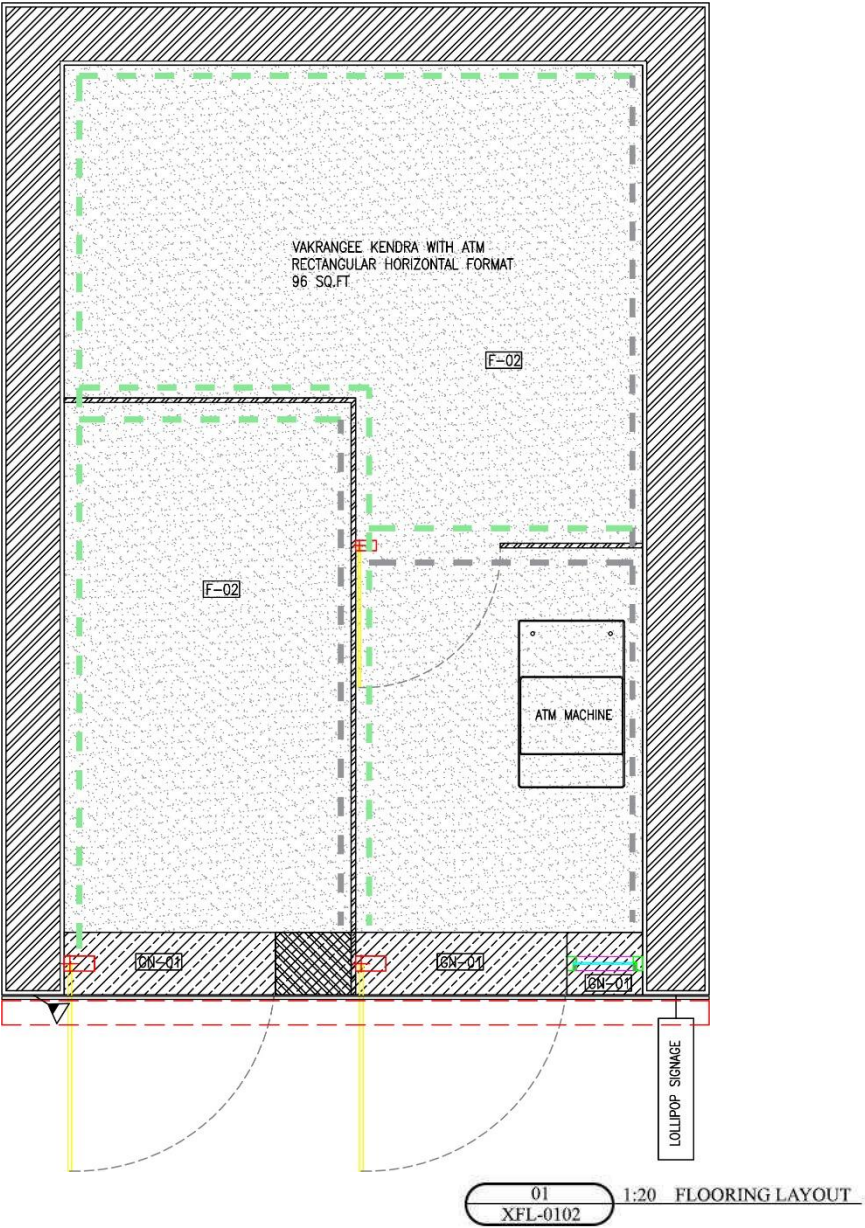 VAKRANGEE KENDRA WITH ATM
RECTANGULAR HORIZONTAL FORMAT
96 SQ.FT
F-02
F-02
ATM MACHINE
GN-01
GN-01
GN-01
LOLLIPOP SIGNAGE
01
XFL-0102
1:20 FLOORING LAYOUT